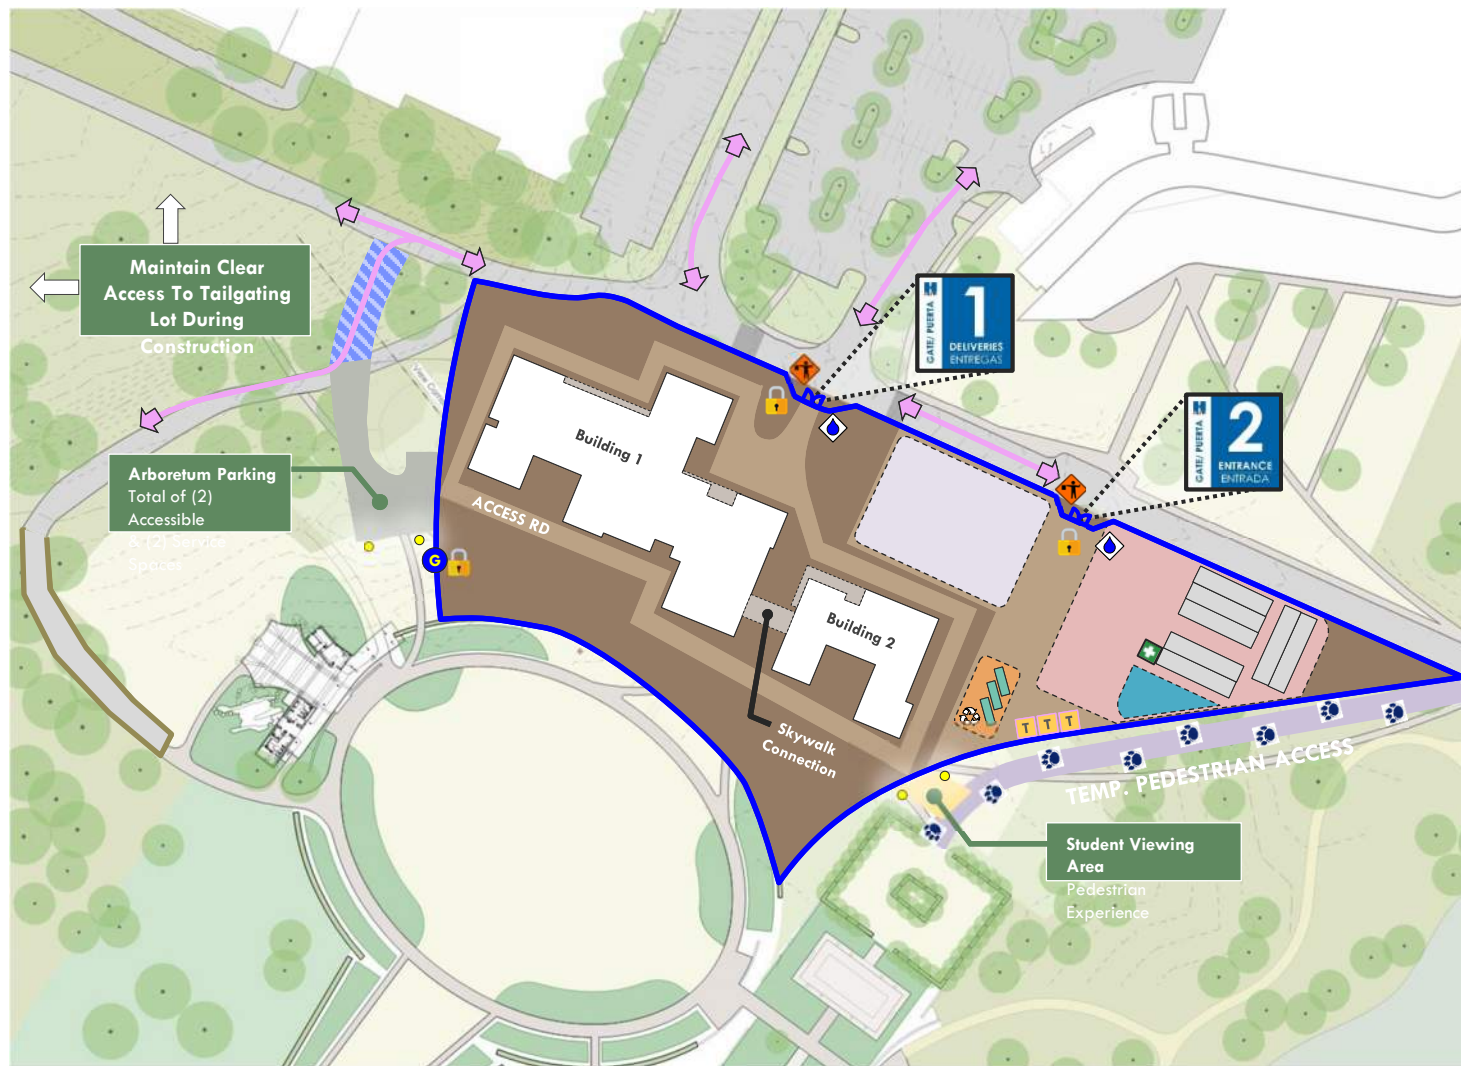 Maintain Clear
Access To Tailgating
Lot During
Construction
GATE/ PUERTA
1
DELIVERIES
ENTREGAS
GATE/ PUERTA
2
ENTRANCE
ENTRADA
Arboretum Parking
Total of (2)
Accessible
& (2) Service
Spaces
Building 1
ACCESS RD
G
Building 2
Skywalk
Connection
T T T
TEMP. PEDESTRIAN ACCESS
Student Viewing
Area
Pedestrian
Experience